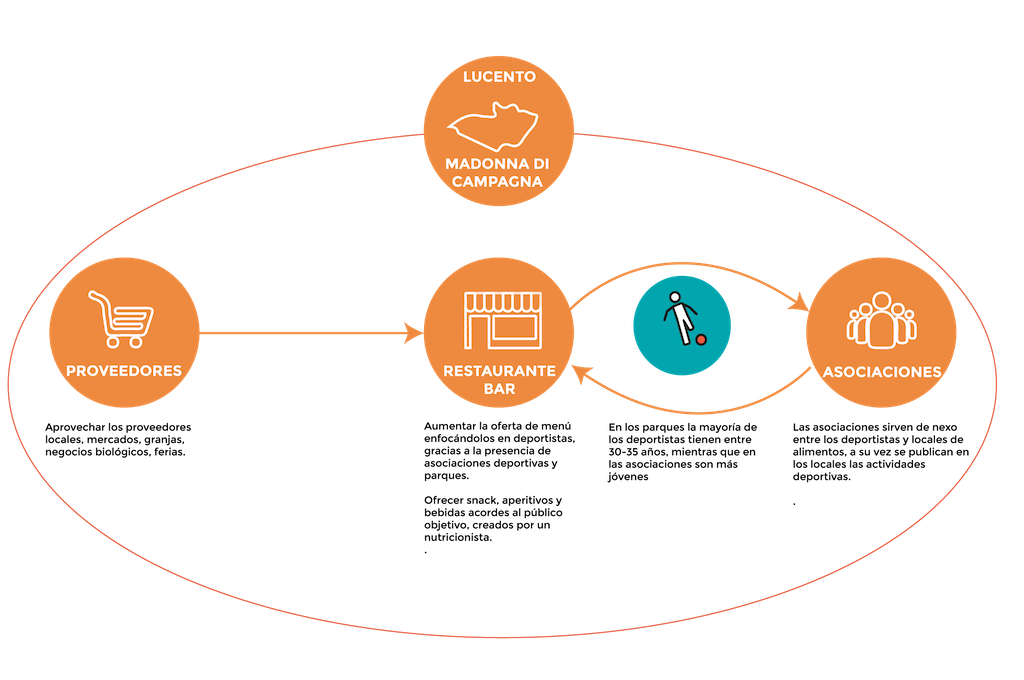 LUCENTO
MADONNA DI
CAMPAGNA
PROVEEDORES
Aprovechar los proveedores
locales, mercados, granjas,
negocios biológicos, ferias.
RESTAURANTE
BAR
Aumentar la oferta de menú
enfocándolos en deportistas,
gracias a la presencia de
asociaciones deportivas y
parques.
Ofrecer snack, aperitivos y
bebidas acordes al público
objetivo, creados por un
nutricionista.
.
En los parques la mayoría de
los deportistas tienen entre
30-35 años, mientras que en
las asociaciones son más
jóvenes
ASOCIACIONES
Las asociaciones sirven de nexo
entre los deportistas y locales de
alimentos, a su vez se publican en
los locales las actividades
deportivas.
.